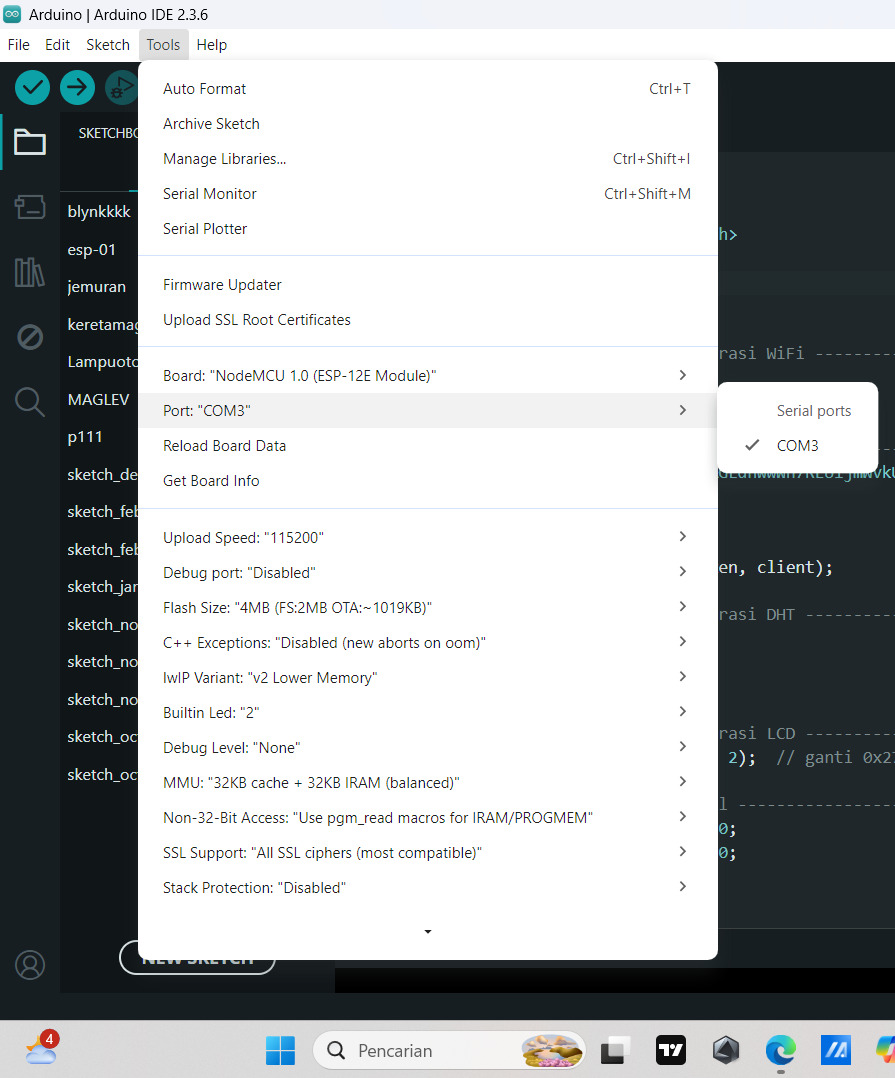 Arduino | Arduino IDE 2.3.6
File Edit Sketch Tools Help
SKETCHBO
blynkkkk
esp-01
jemuran
keretamag
Lampuoto
MAGLEV
p111
sketch_de
sketch_feb
sketch_feb
sketch_jan
sketch_no
sketch_no
sketch_no
sketch_oc
sketch_oc
NEW SKETCH
Auto Format Ctrl+T
Archive Sketch
Manage Libraries... Ctrl+Shift+I
Serial Monitor Ctrl+Shift+M
Serial Plotter
Firmware Updater
Upload SSL Root Certificates
Board: "NodeMCU 1.0 (ESP-12E Module)"
Port: "COM3"
Reload Board Data
Get Board Info
Upload Speed: "115200"
Debug port: "Disabled"
Flash Size: "4MB (FS:2MB OTA:~1019KB)"
C++ Exceptions: "Disabled (new aborts on oom)"
lwIP Variant: "v2 Lower Memory"
Builtin Led: "2"
Debug Level: "None"
MMU: "32KB cache + 32KB IRAM (balanced)"
Non-32-Bit Access: "Use pgm_read macros for IRAM/PROGMEM"
SSL Support: "All SSL ciphers (most compatible)"
Stack Protection: "Disabled"
Serial ports
COM3
h>
rasi WiFi ---------
en, client);
rasi DHT ----------
rasi LCD ----------
2); // ganti 0x27
l -----------------
0;
0;
4
Pencarian